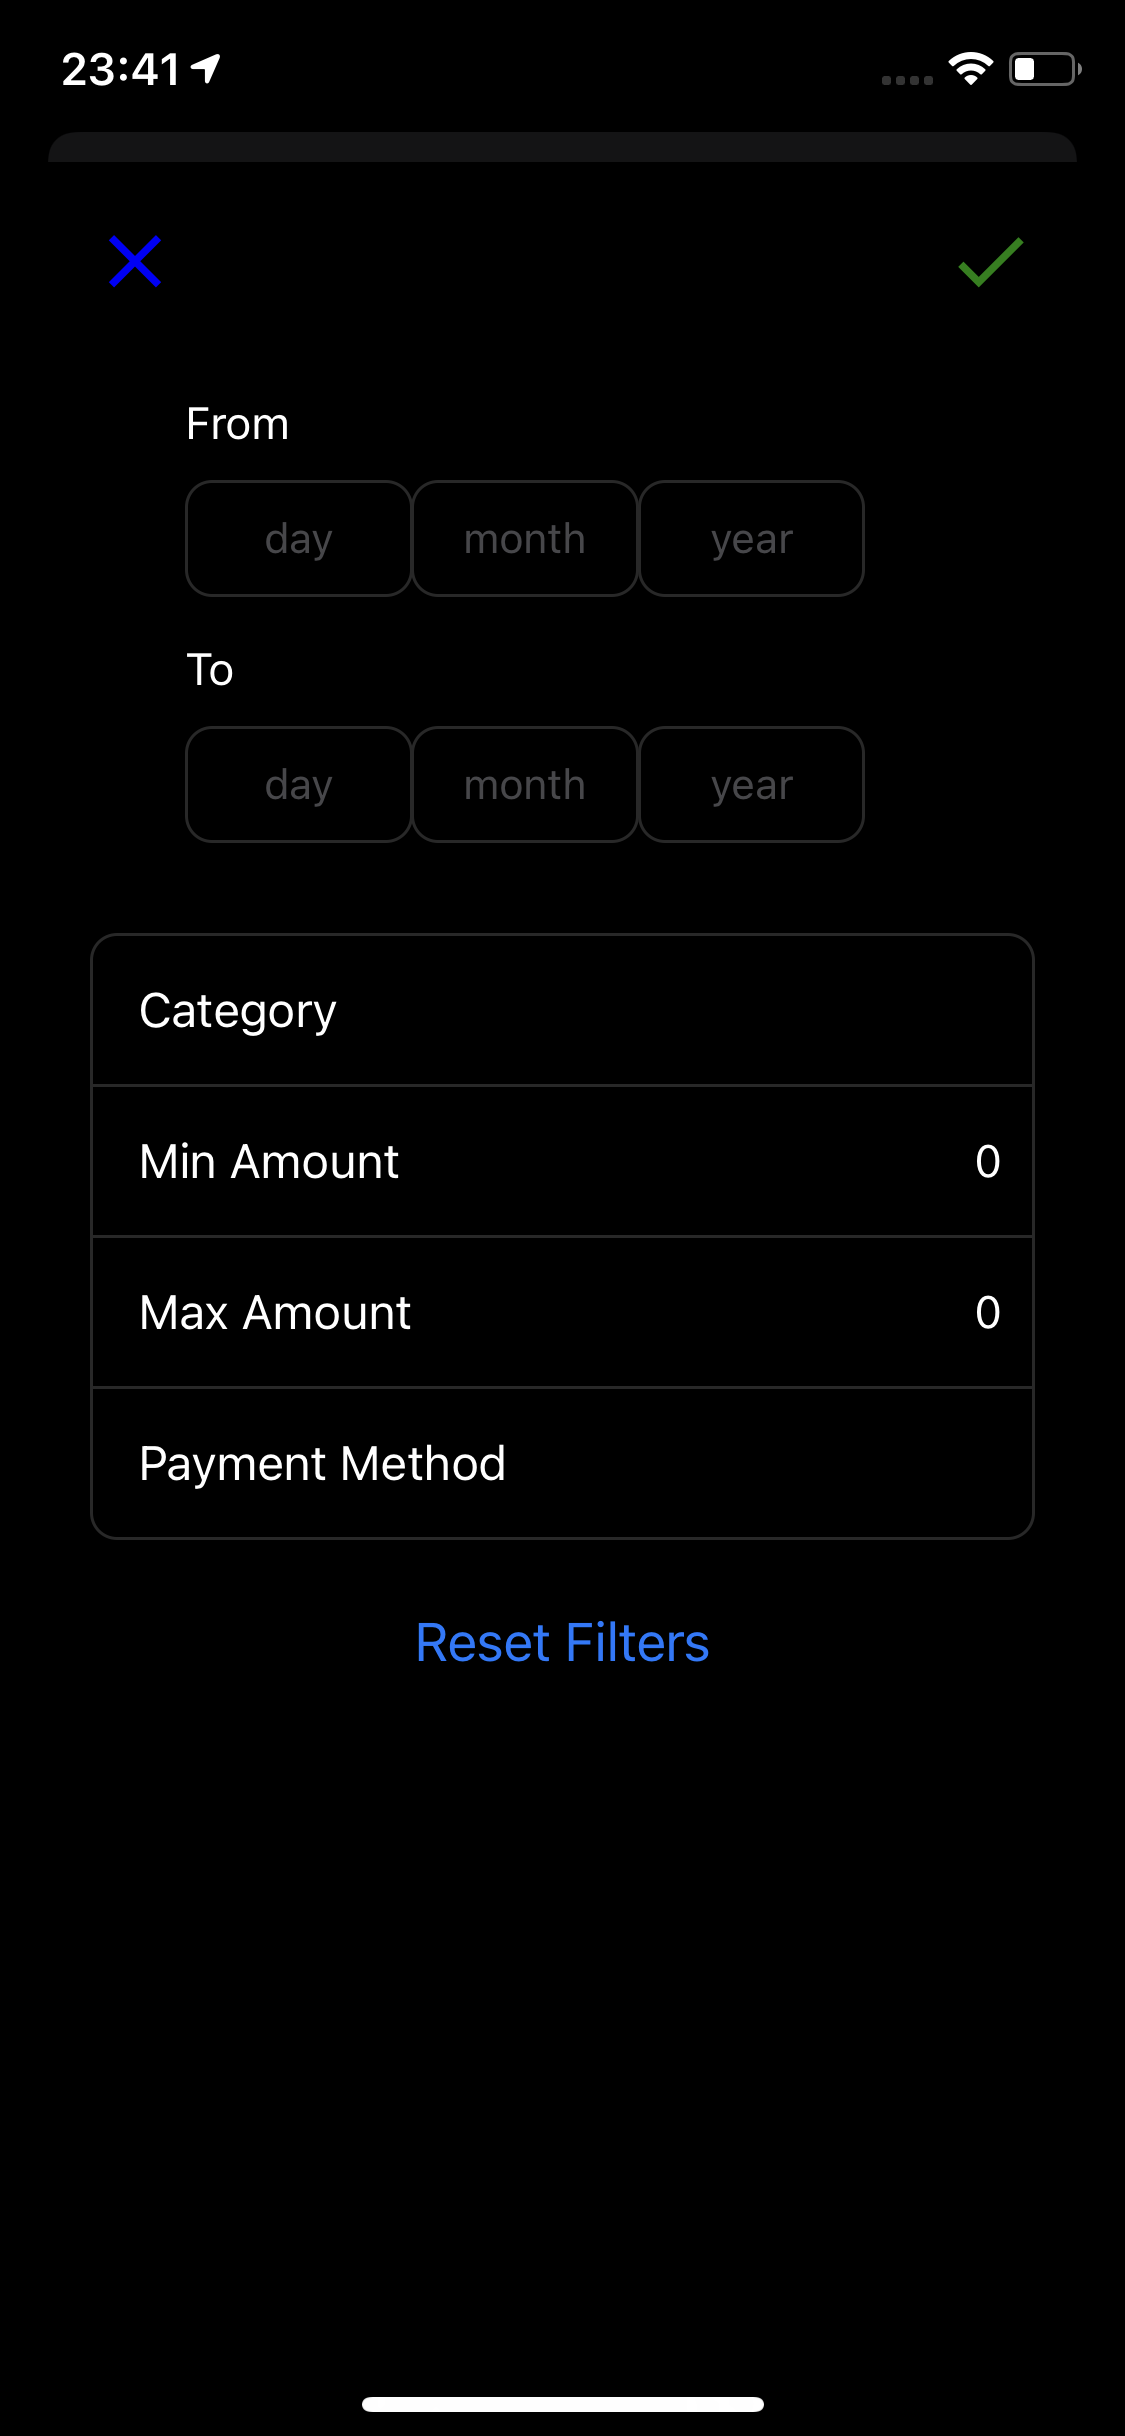 23:41
From
day month year
To
day month year
Category
Min Amount 0
Max Amount 0
Payment Method
Reset Filters